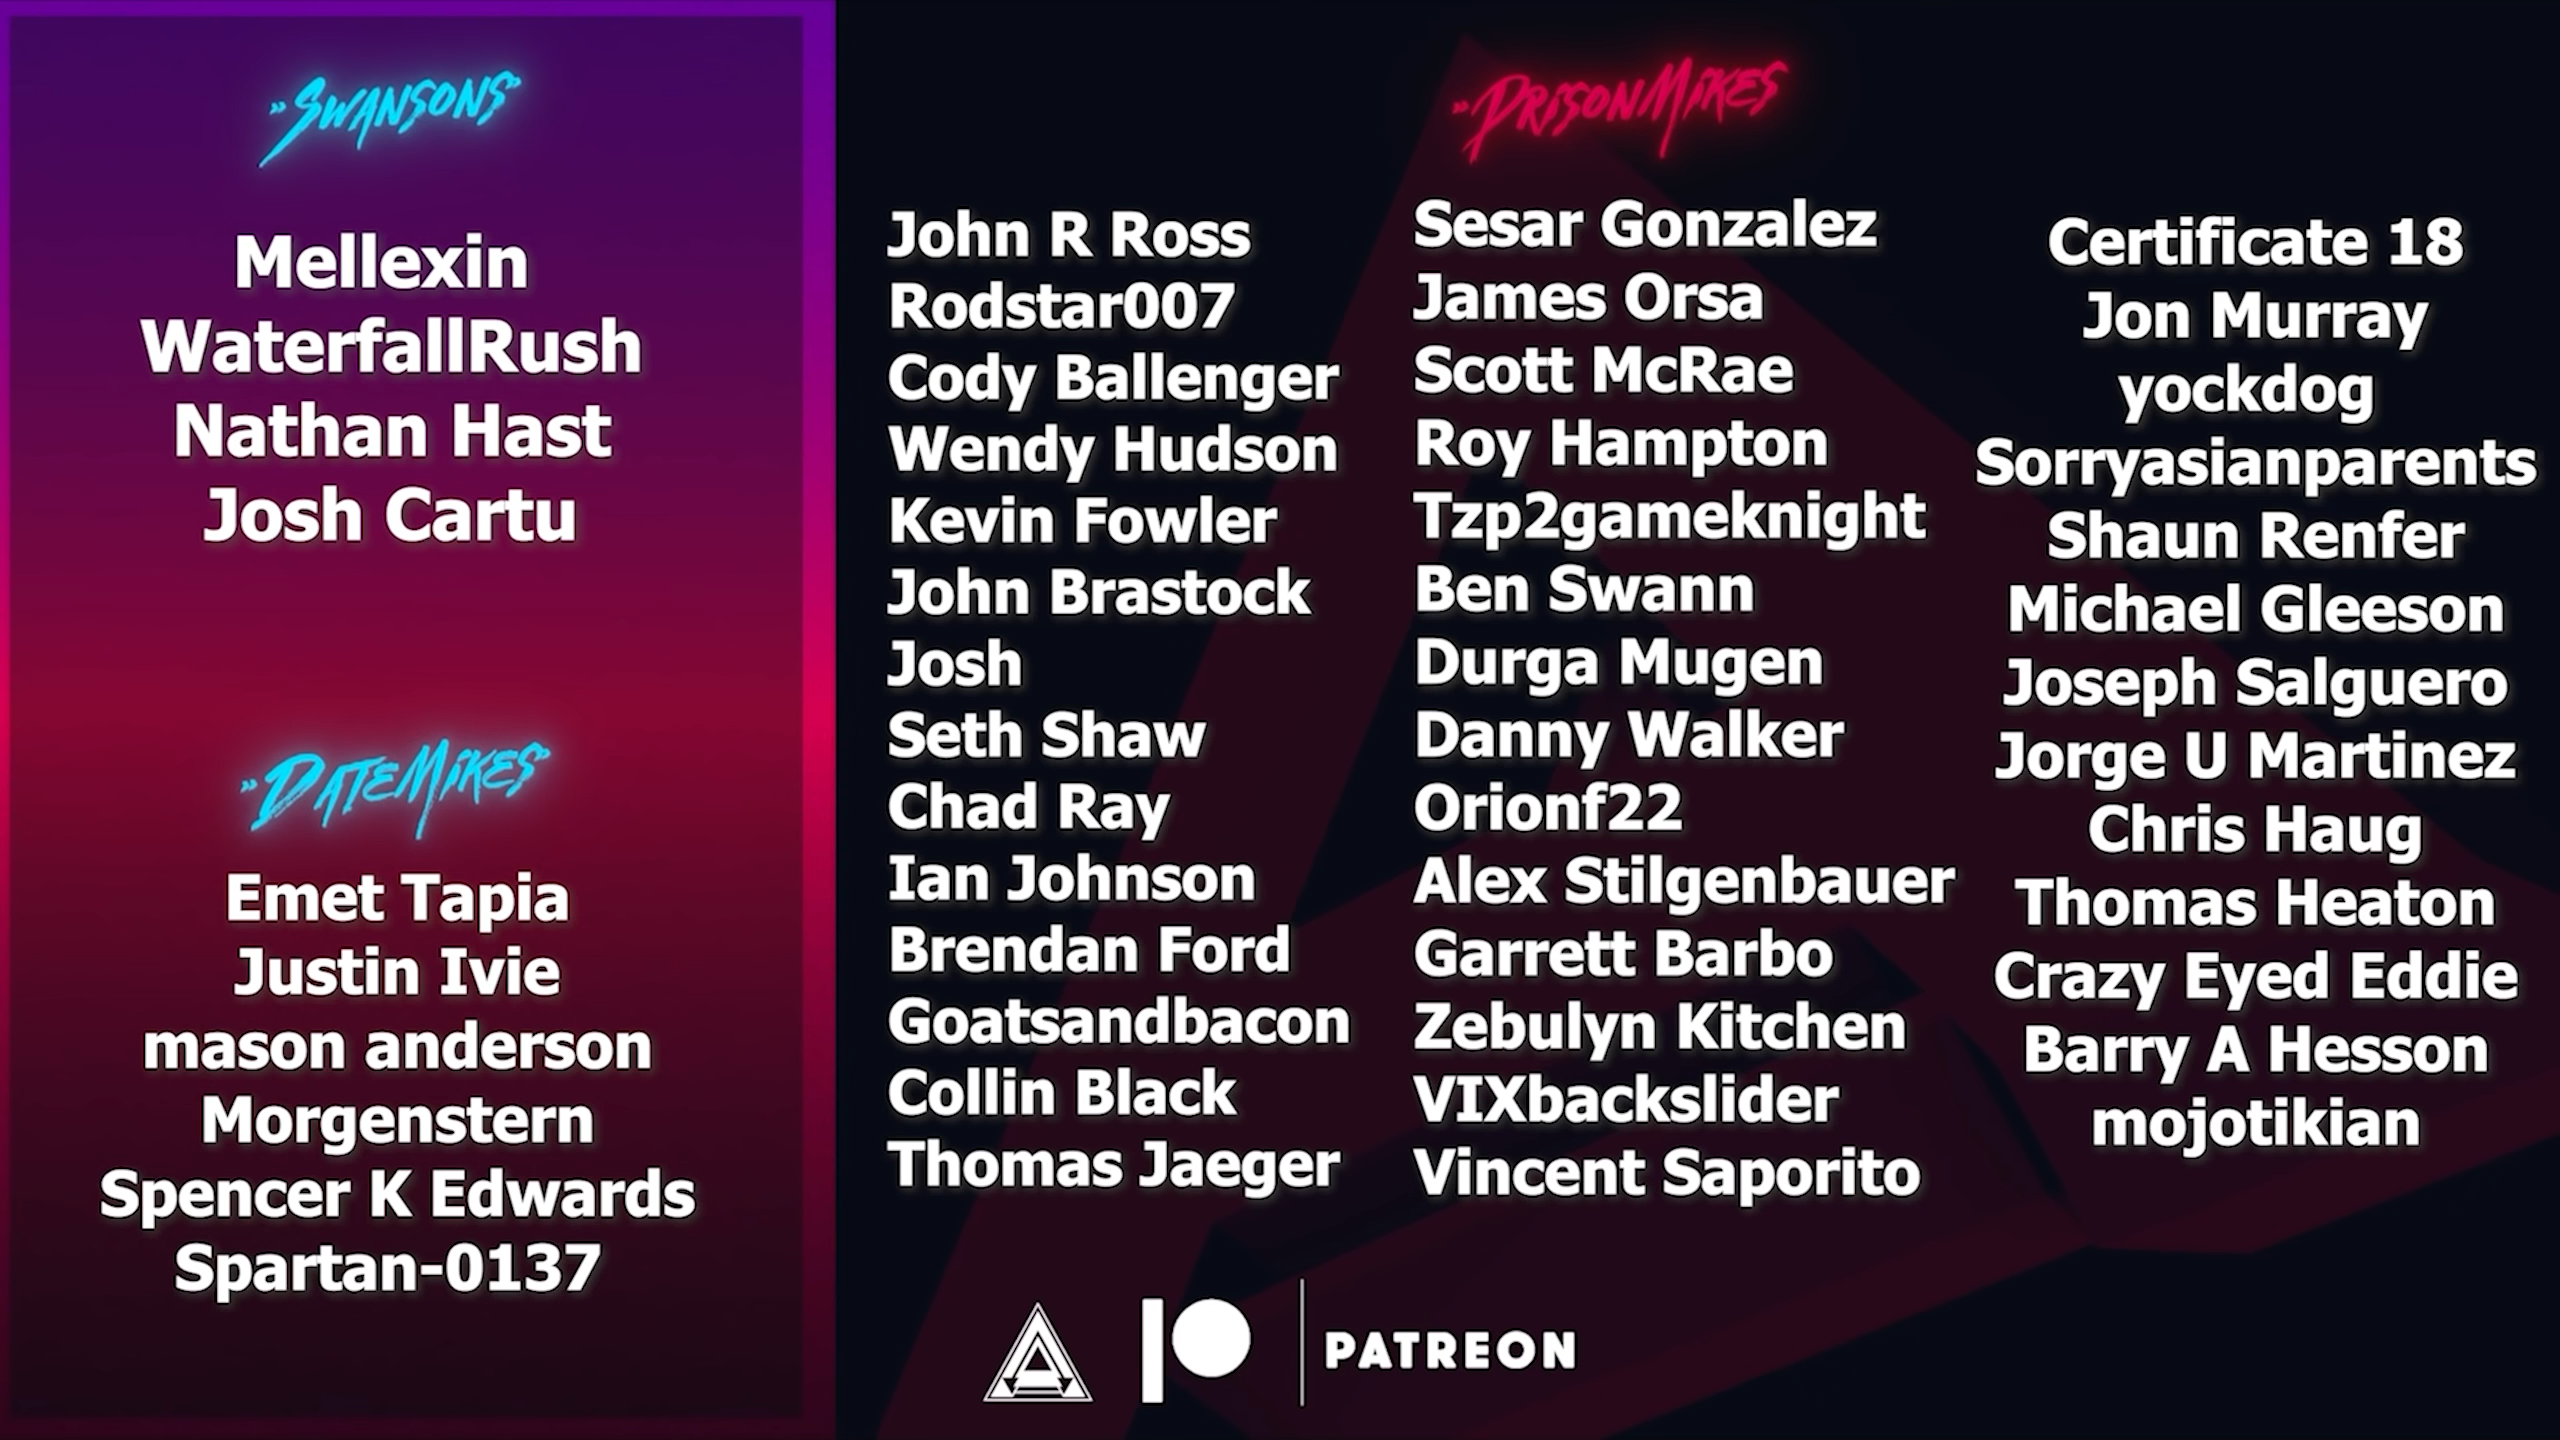 "Swansons"
Mellexin
WaterfallRush
Nathan Hast
Josh Cartu
"DateMikes"
Emet Tapia
Justin Ivie
mason anderson
Morgenstern
Spencer K Edwards
Spartan-0137
"PrisonMikes
John R Ross
Rodstar007
Cody Ballenger
Wendy Hudson
Kevin Fowler
John Brastock
Josh
Seth Shaw
Chad Ray
Ian Johnson
Brendan Ford
Goatsandbacon
Collin Black
Thomas Jaeger
Sesar Gonzalez
James Orsa
Scott McRae
Roy Hampton
Tzp2gameknight
Ben Swann
Durga Mugen
Danny Walker
Orionf22
Alex Stilgenbauer
Garrett Barbo
Zebulyn Kitchen
VIXbackslider
Vincent Saporito
Certificate 18
Jon Murray
yockdog
Sorryasianparents
Shaun Renfer
Michael Gleeson
Joseph Salguero
Jorge U Martinez
Chris Haug
Thomas Heaton
Crazy Eyed Eddie
Barry A Hesson
mojotikian
PATREON